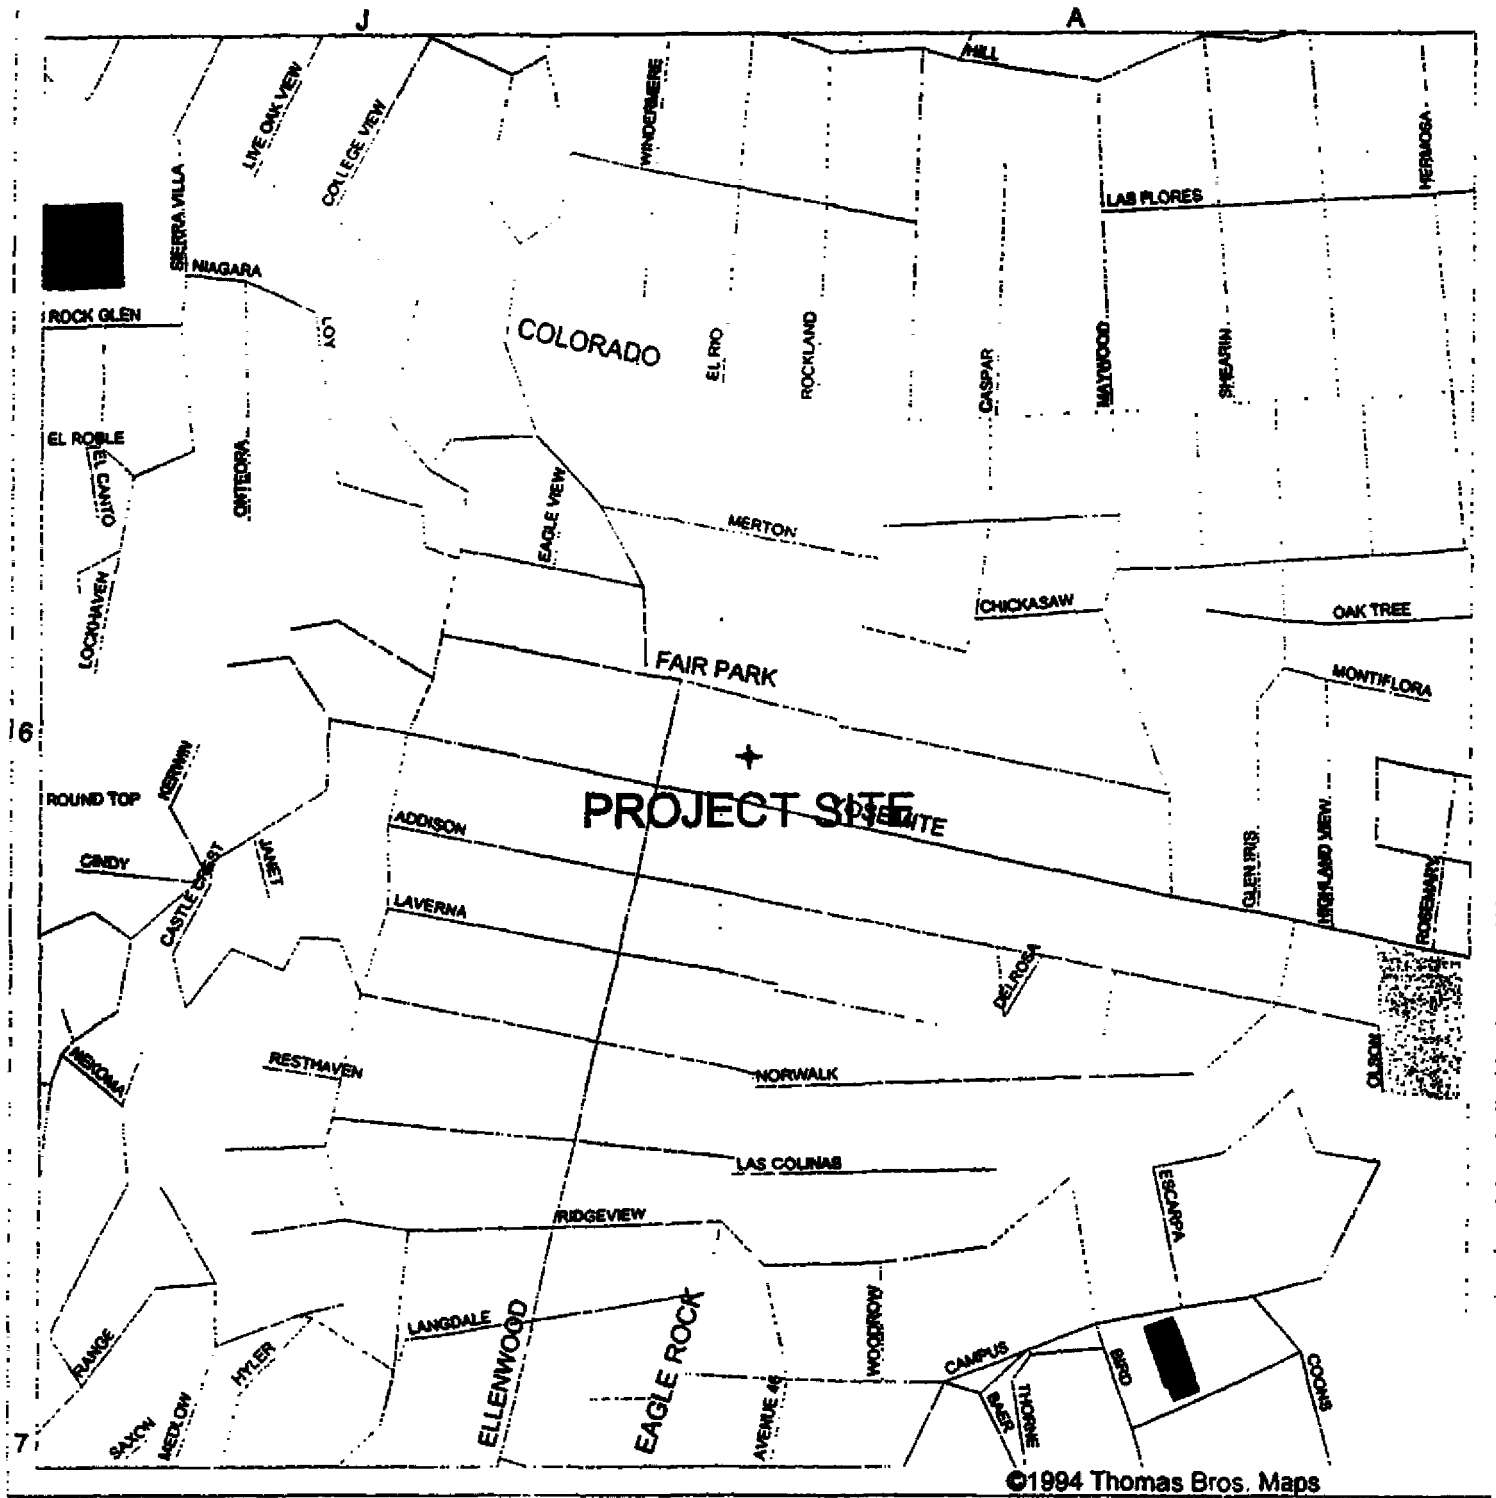 J
A
HILL
WINDERMERE
LIVE OAK VIEW
COLLEGE VIEW
HERMOSA
SIERRA VILLA
LAS FLORES
NIAGARA
ROCK GLEN
LOY
COLORADO
EL RIO
ROCKLAND
CASPAR
MAYWOOD
SHEARIN
EL ROBLE
EL CANTO
ONTEORA
EAGLE VIEW
MERTON
LOCKHAVEN
CHICKASAW
OAK TREE
FAIR PARK
MONTIFLORA
6
KERWIN
ROUND TOP
PROJECT SITE
YOSEMITE
ADDISON
CINDY
JANET
CASTLE CREST
GLEN IRIS
HIGHLAND VIEW
ROSEMARY
LAVERNA
DELROSA
MEKOMA
RESTHAVEN
NORWALK
OLSON
LAS COLINAS
ESCARPA
RIDGEVIEW
ELLENWOOD
EAGLE ROCK
LANGDALE
WOODROW
RANGE
HYLER
CAMPUS
BIRD
COONS
SAXON
MEDLOW
AVENUE 46
BAER
THORNE
7
©1994 Thomas Bros. Maps